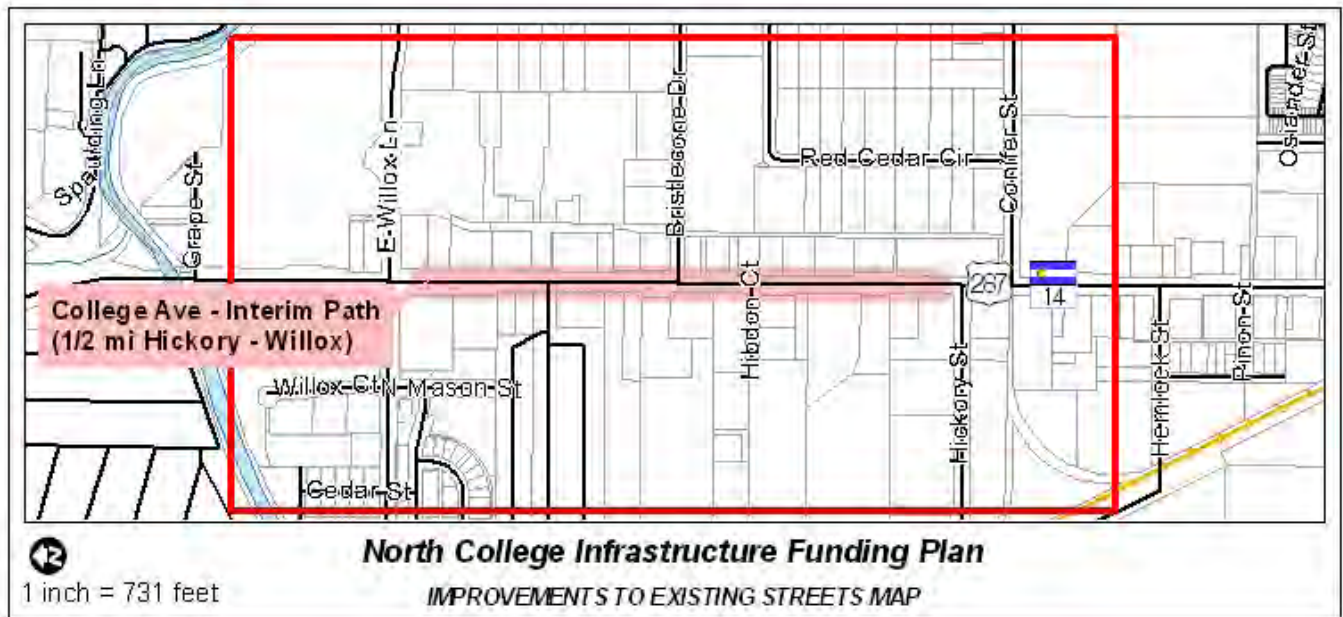 Spaulding Ln
Grape St
E Willox Ln
Bristlecone Dr
Red Cedar Cir
Conifer St
Osiander St
College Ave - Interim Path
(1/2 mi Hickory - Willox)
Hibdon Ct
287
14
Hickory St
Hemlock St
Pinon St
Willox Ct
N Mason St
Cedar St
North College Infrastructure Funding Plan
1 inch = 731 feet
IMPROVEMENTS TO EXISTING STREETS MAP